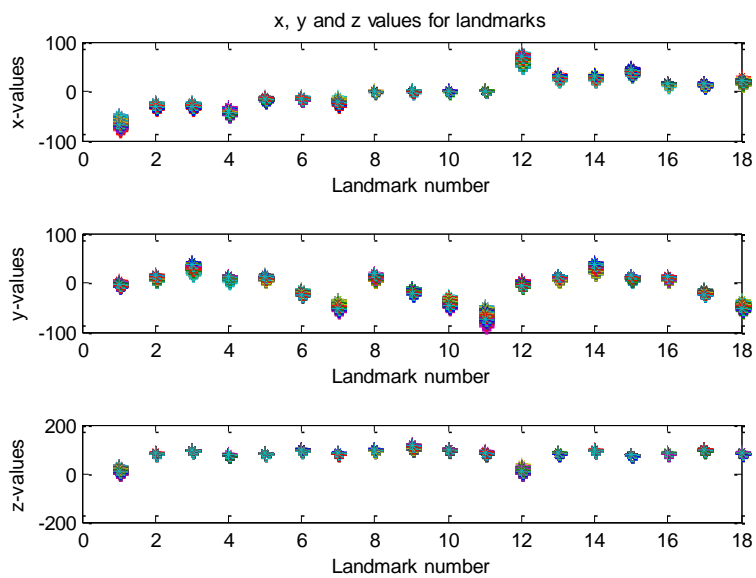 x, y and z values for landmarks
100
0
-100
x-values
0 2 4 6 8 10 12 14 16 18
Landmark number
100
0
-100
y-values
0 2 4 6 8 10 12 14 16 18
Landmark number
200
0
-200
z-values
0 2 4 6 8 10 12 14 16 18
Landmark number